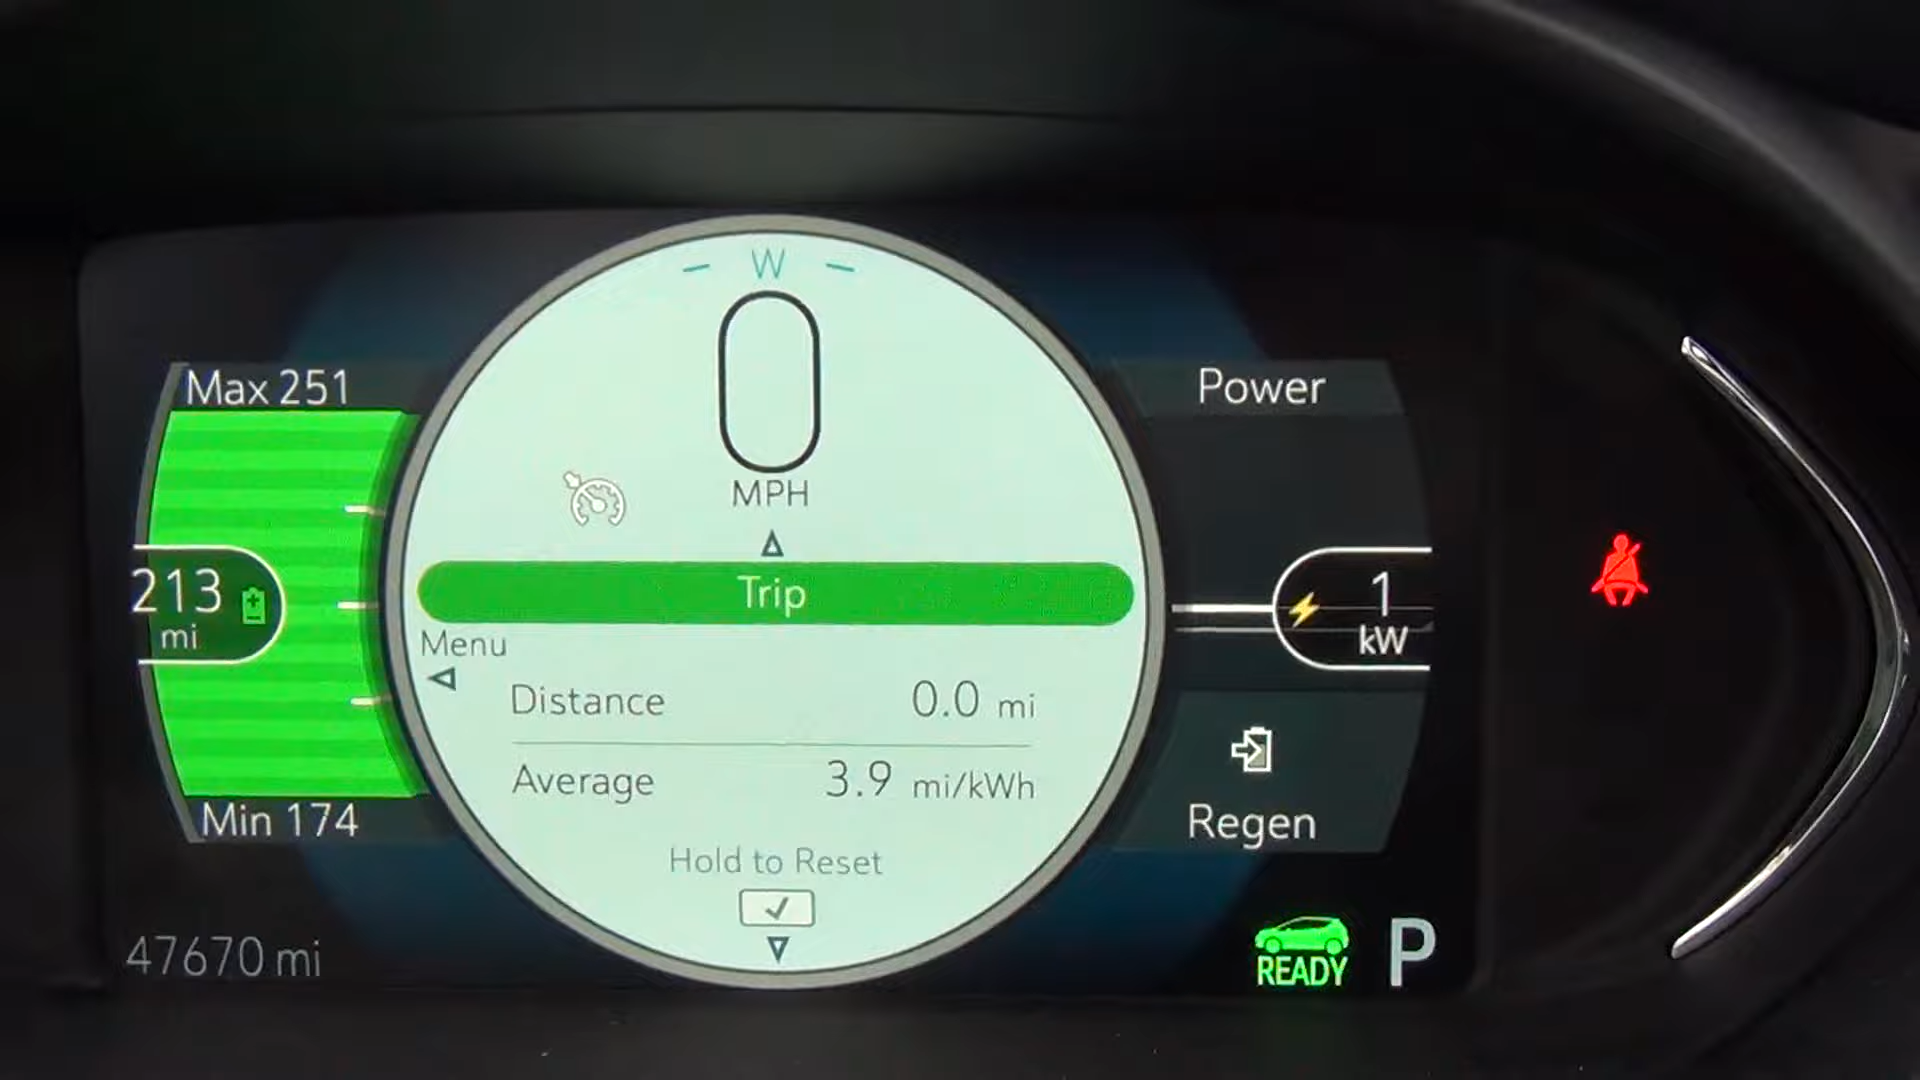 W
0
MPH
Max 251
Power
213
mi
1
kW
Trip
Menu
Distance 0.0 mi
Average 3.9 mi/kWh
Min 174
Regen
Hold to Reset
47670 mi
READY
P